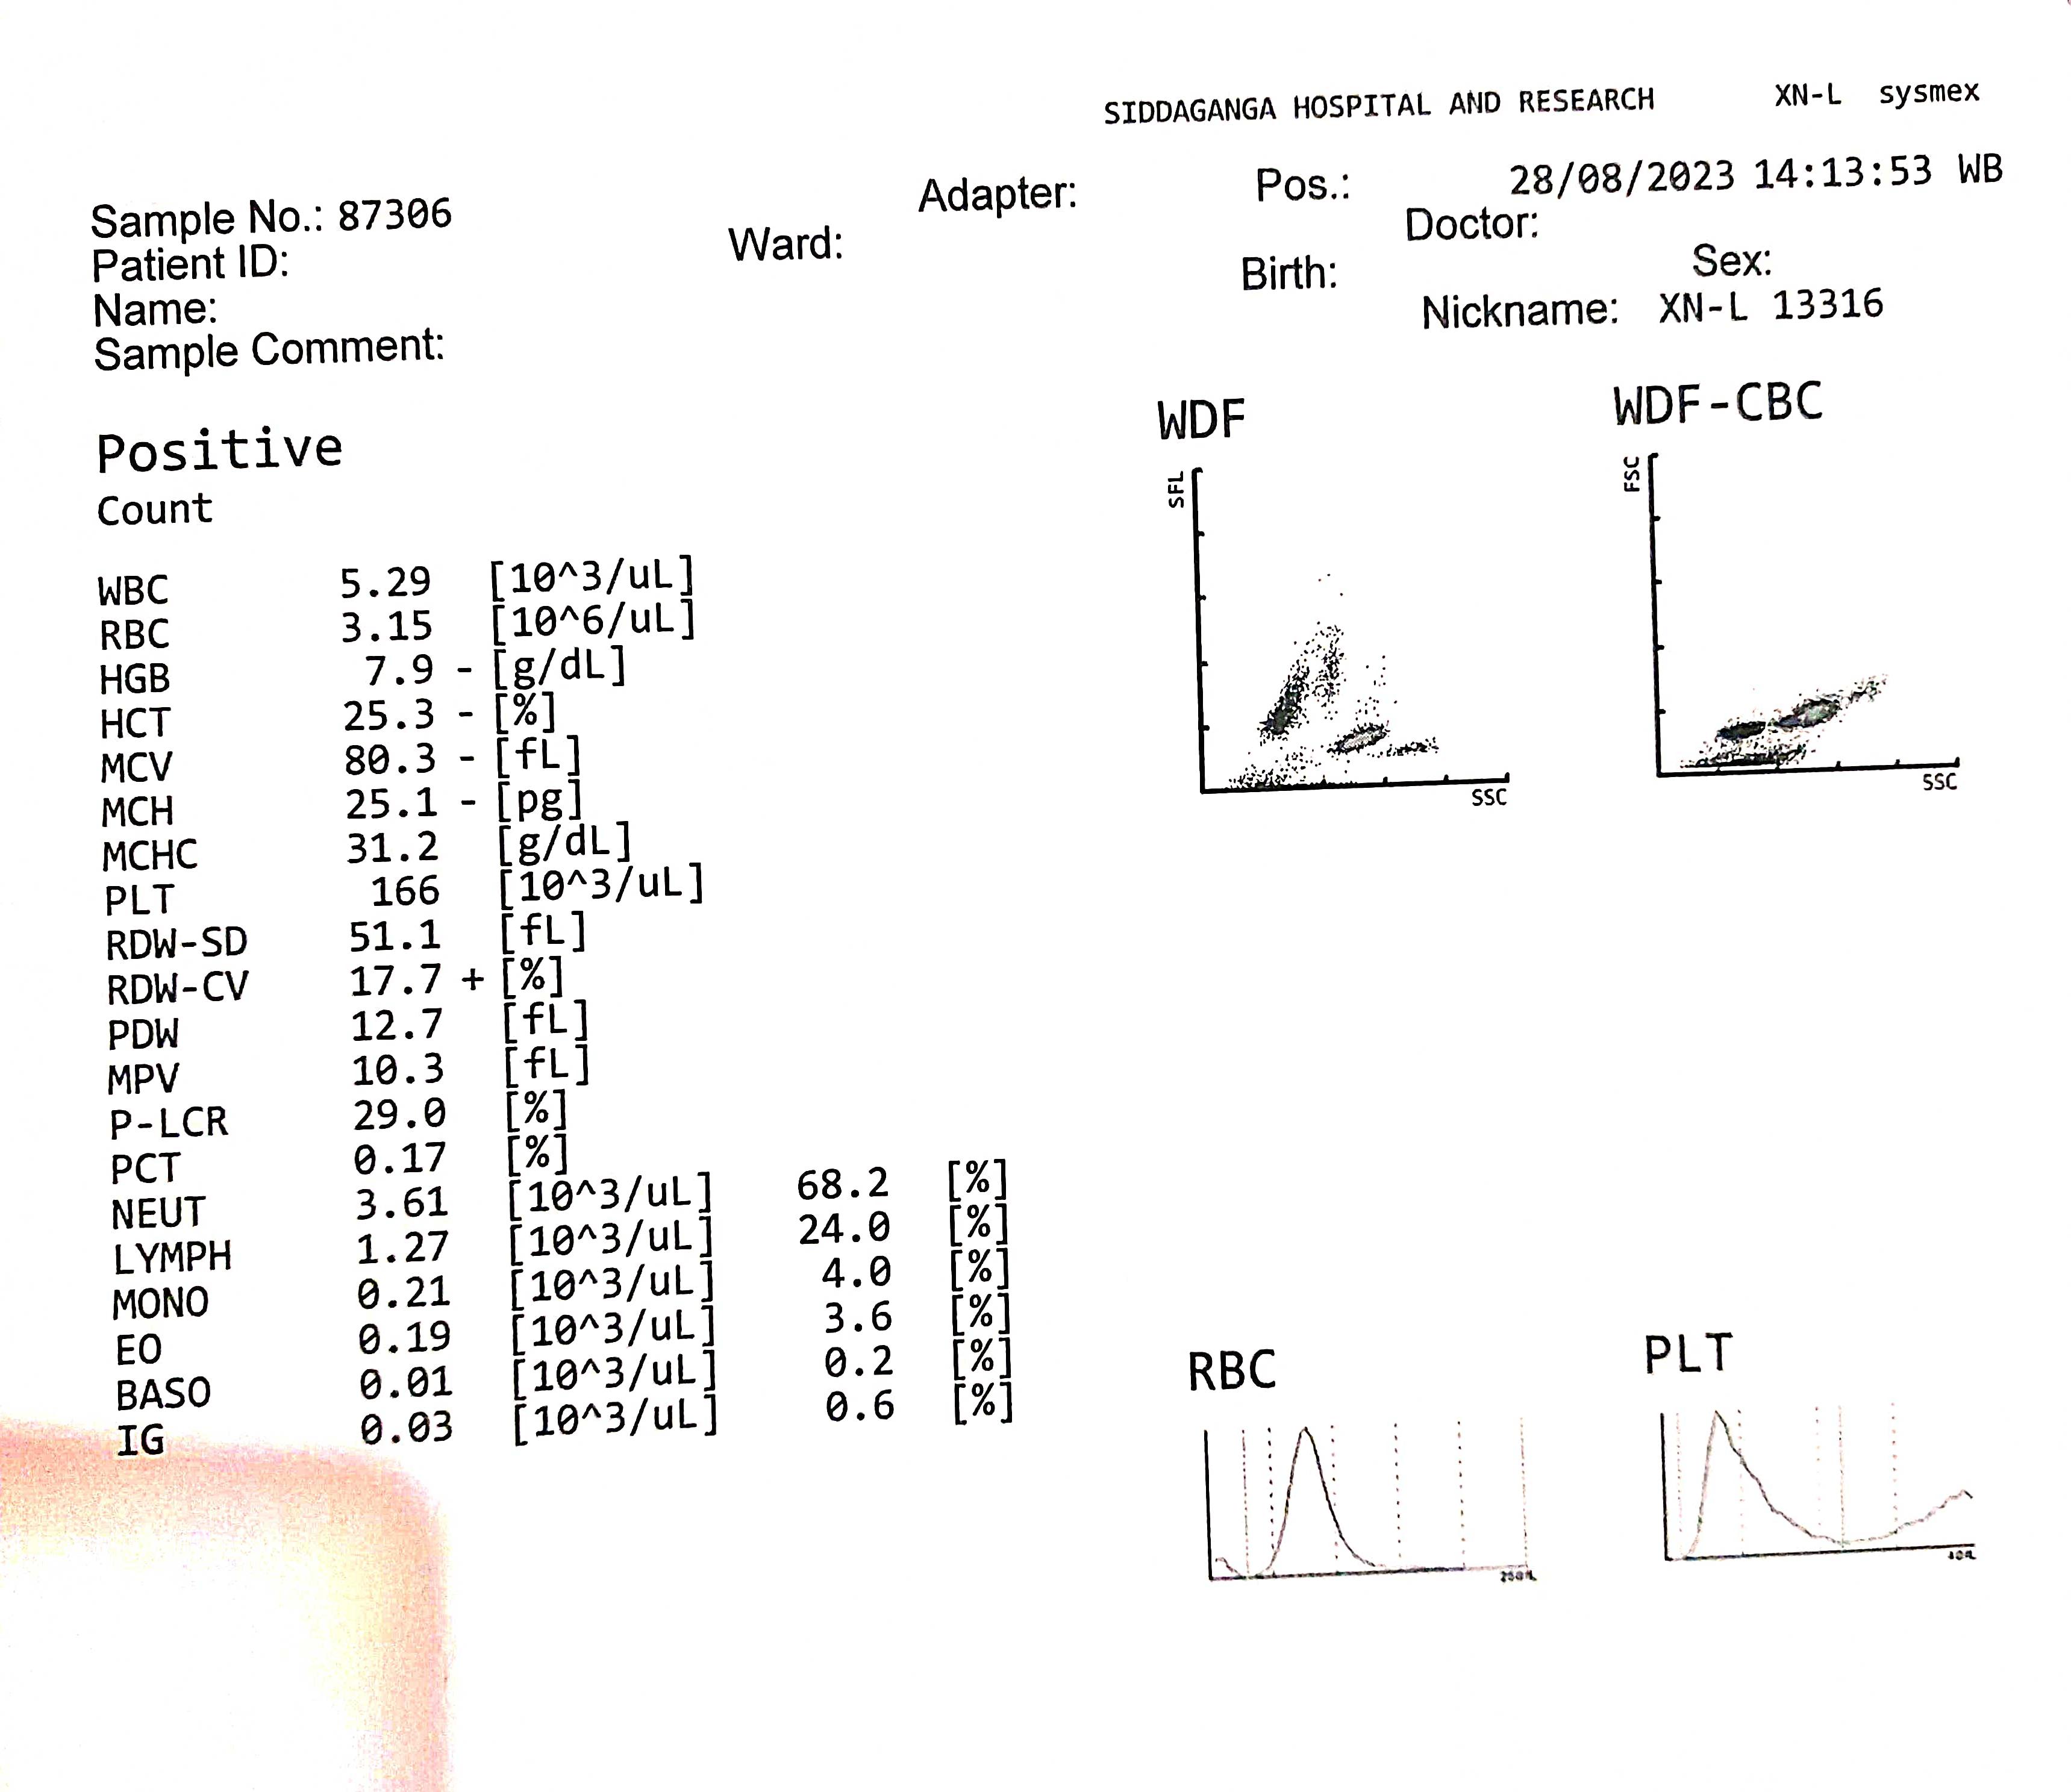 SIDDAGANGA HOSPITAL AND RESEARCH XN-L sysmex
Sample No.: 87306 Adapter: Pos.: 28/08/2023 14:13:53 WB
Patient ID: Ward: Doctor:
Name: Birth: Sex:
Sample Comment: Nickname: XN-L 13316
Positive
Count
WBC 5.29 [10^3/uL]
RBC 3.15 [10^6/uL]
HGB 7.9 - [g/dL]
HCT 25.3 - [%]
MCV 80.3 - [fL]
MCH 25.1 - [pg]
MCHC 31.2 [g/dL]
PLT 166 [10^3/uL]
RDW-SD 51.1 [fL]
RDW-CV 17.7 + [%]
PDW 12.7 [fL]
MPV 10.3 [fL]
P-LCR 29.0 [%]
PCT 0.17 [%]
NEUT 3.61 [10^3/uL] 68.2 [%]
LYMPH 1.27 [10^3/uL] 24.0 [%]
MONO 0.21 [10^3/uL] 4.0 [%]
EO 0.19 [10^3/uL] 3.6 [%]
BASO 0.01 [10^3/uL] 0.2 [%]
IG 0.03 [10^3/uL] 0.6 [%]
WDF
SFL
SSC
WDF-CBC
FSC
SSC
RBC
250fL
PLT
40fL